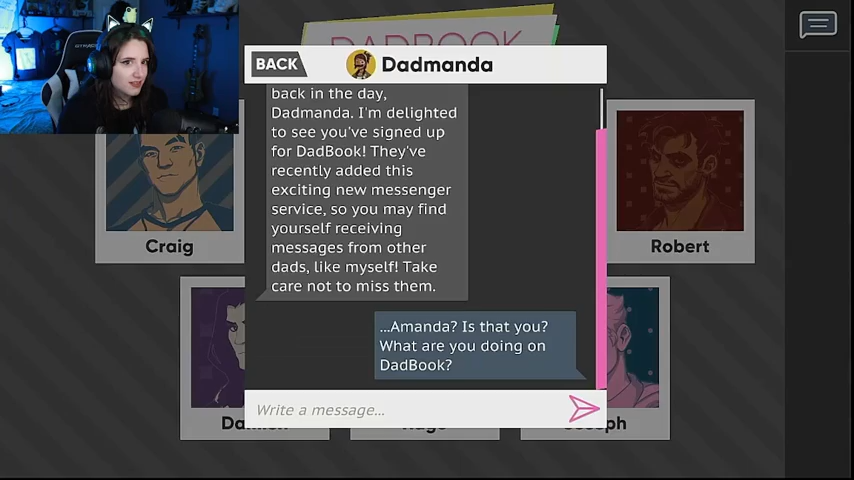 DADBOOK
BACK
Dadmanda
back in the day,
Dadmanda. I'm delighted
to see you've signed up
for DadBook! They've
recently added this
exciting new messenger
service, so you may find
yourself receiving
messages from other
dads, like myself! Take
care not to miss them.
...Amanda? Is that you?
What are you doing on
DadBook?
Write a message...
Craig
Robert